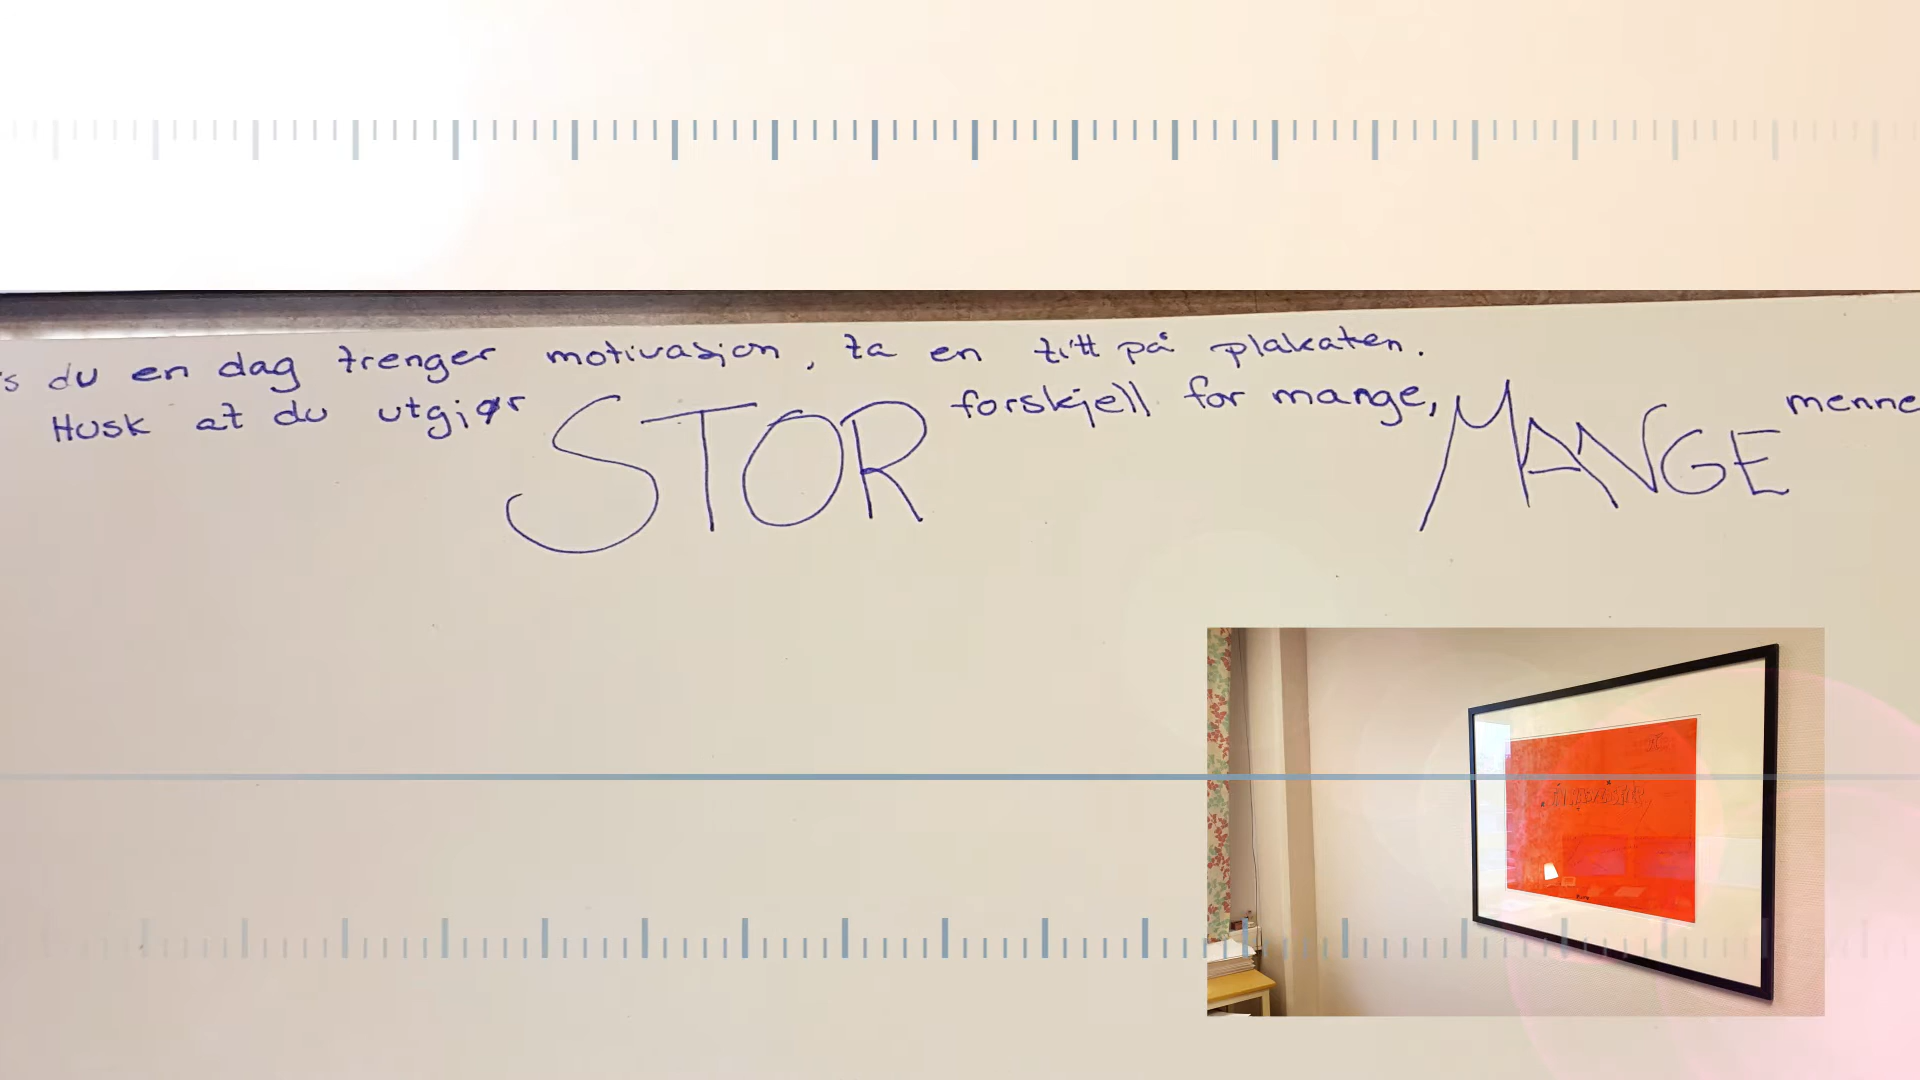 s du en dag trenger motivasjon, ta en titt på plakaten.
Husk at du utgjør STOR forskjell for mange, MANGE menne